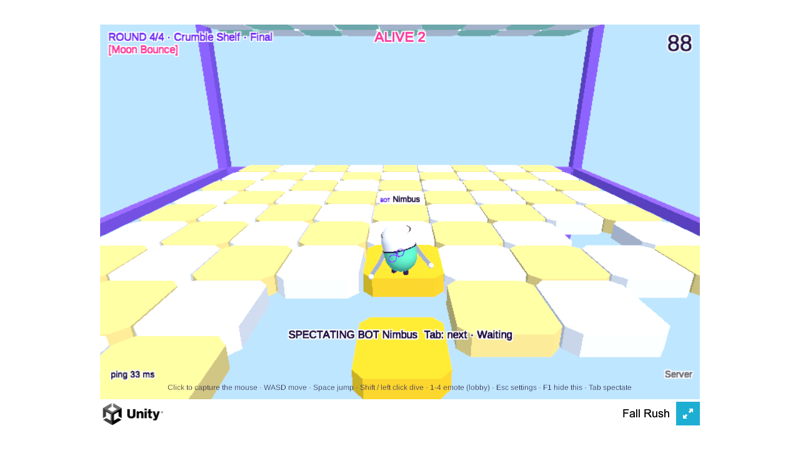 ROUND 4/4 - Crumble Shelf - Final
[Moon Bounce]
ALIVE 2
88
BOT Nimbus
SPECTATING BOT Nimbus Tab: next - Waiting
ping 33 ms
Server
Click to capture the mouse · WASD move · Space jump · Shift / left click dive · 1-4 emote (lobby) · Esc settings · F1 hide this · Tab spectate
Unity
Fall Rush